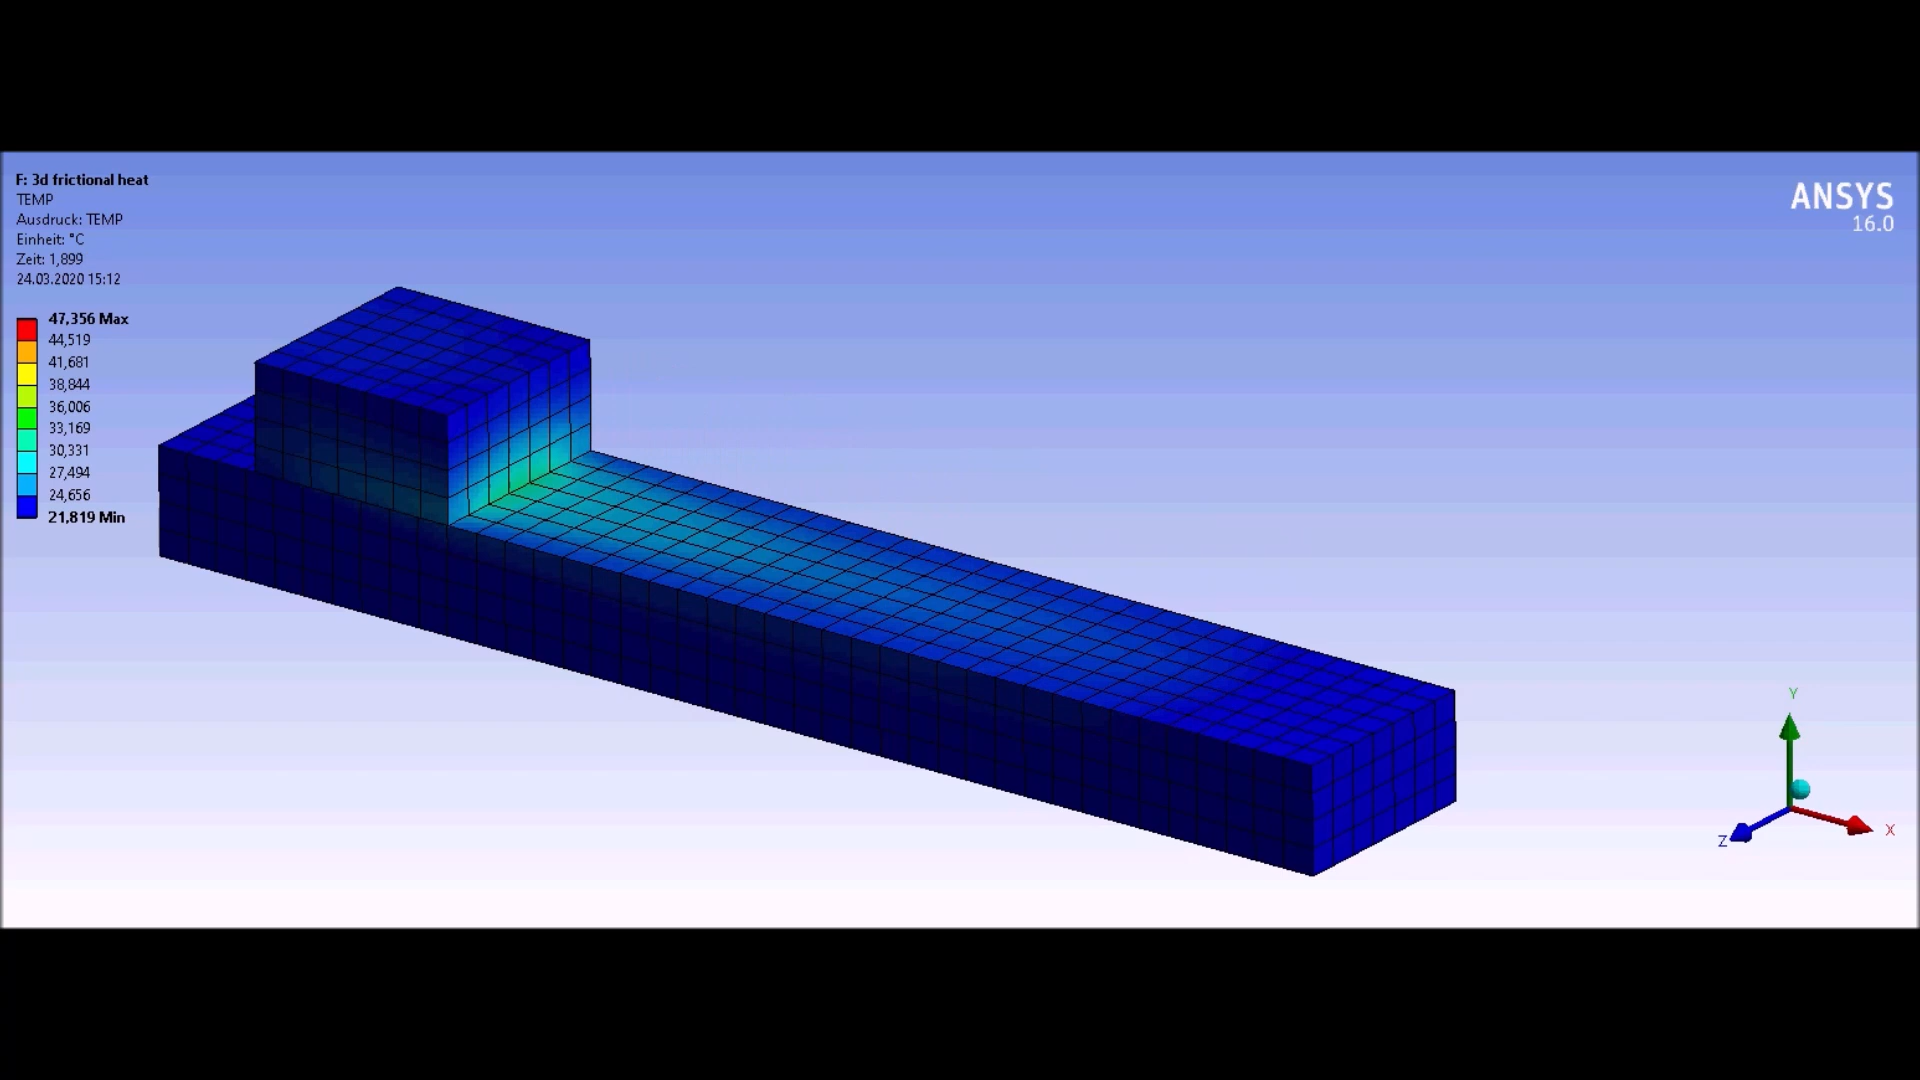 F: 3d frictional heat
TEMP
Ausdruck: TEMP
Einheit: °C
Zeit: 1,899
24.03.2020 15:12
47,356 Max
44,519
41,681
38,844
36,006
33,169
30,331
27,494
24,656
21,819 Min
ANSYS
16.0
Y
X
Z